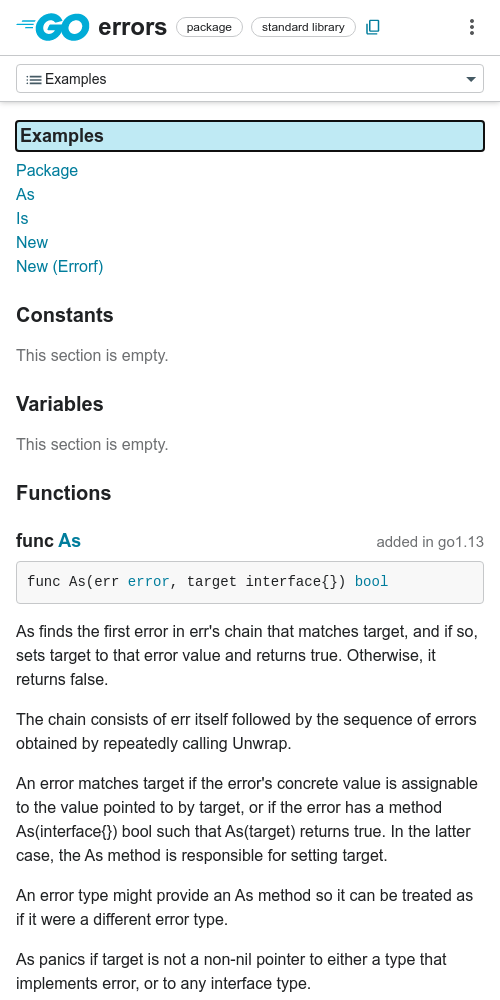 GO errors package standard library
Examples
Examples
Package
As
Is
New
New (Errorf)
Constants
This section is empty.
Variables
This section is empty.
Functions
func As added in go1.13
func As(err error, target interface{}) bool
As finds the first error in err's chain that matches target, and if so,
sets target to that error value and returns true. Otherwise, it
returns false.
The chain consists of err itself followed by the sequence of errors
obtained by repeatedly calling Unwrap.
An error matches target if the error's concrete value is assignable
to the value pointed to by target, or if the error has a method
As(interface{}) bool such that As(target) returns true. In the latter
case, the As method is responsible for setting target.
An error type might provide an As method so it can be treated as
if it were a different error type.
As panics if target is not a non-nil pointer to either a type that
implements error, or to any interface type.